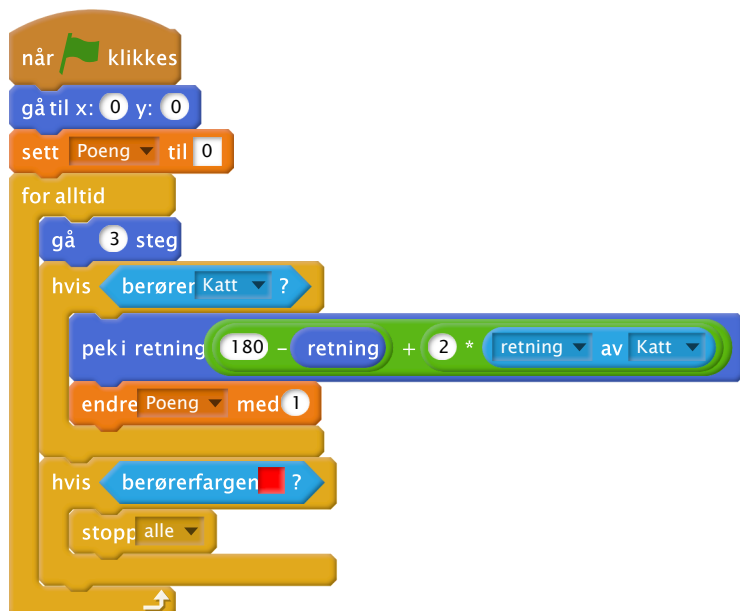 når klikkes
gå til x: 0 y: 0
sett Poeng til 0
for alltid
gå 3 steg
hvis berører Katt ?
pek i retning 180 - retning + 2 * retning av Katt
endre Poeng med 1
hvis berører fargen ?
stopp alle